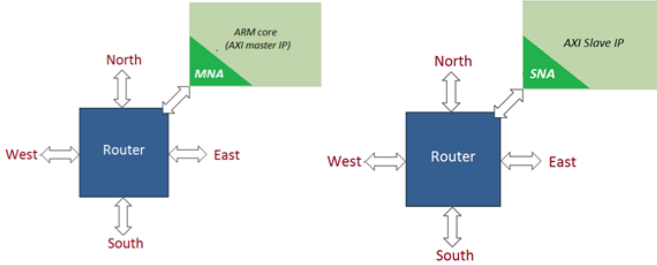 ARM core
(AXI master IP)
MNA
North
West
Router
East
South
AXI Slave IP
SNA
North
West
Router
East
South